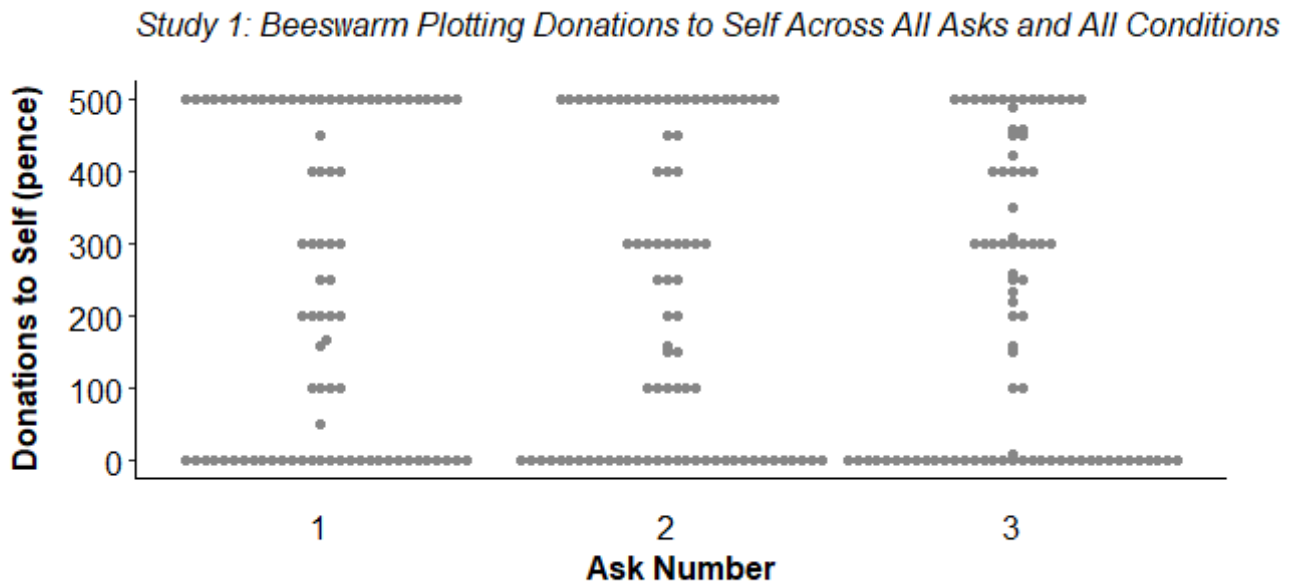 Study 1: Beeswarm Plotting Donations to Self Across All Asks and All Conditions
Donations to Self (pence)
500
400
300
200
100
0
1 2 3
Ask Number